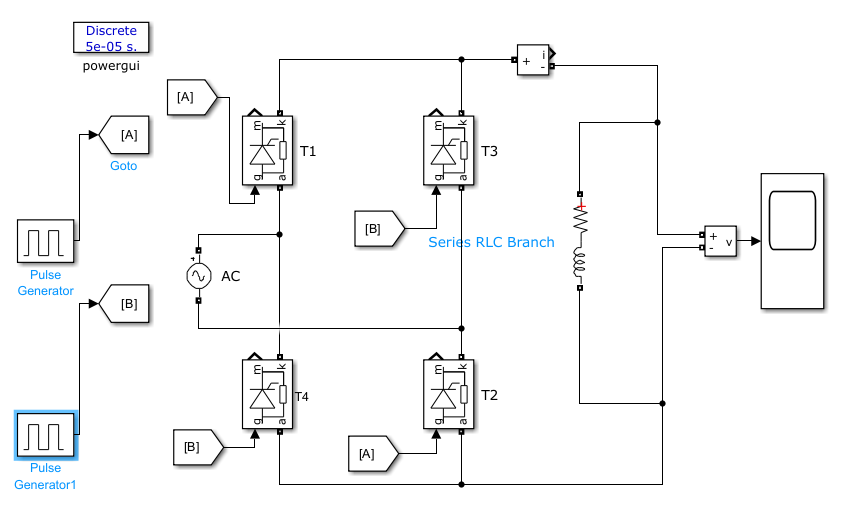 Discrete
5e-05 s.
powergui
[A]
[A]
Goto
Pulse
Generator
[B]
Pulse
Generator1
m
k
g
a
T1
m
k
g
a
T3
[B]
Series RLC Branch
AC
+
i
-
+
-
v
m
k
g
a
T4
m
k
g
a
T2
[B]
[A]
+